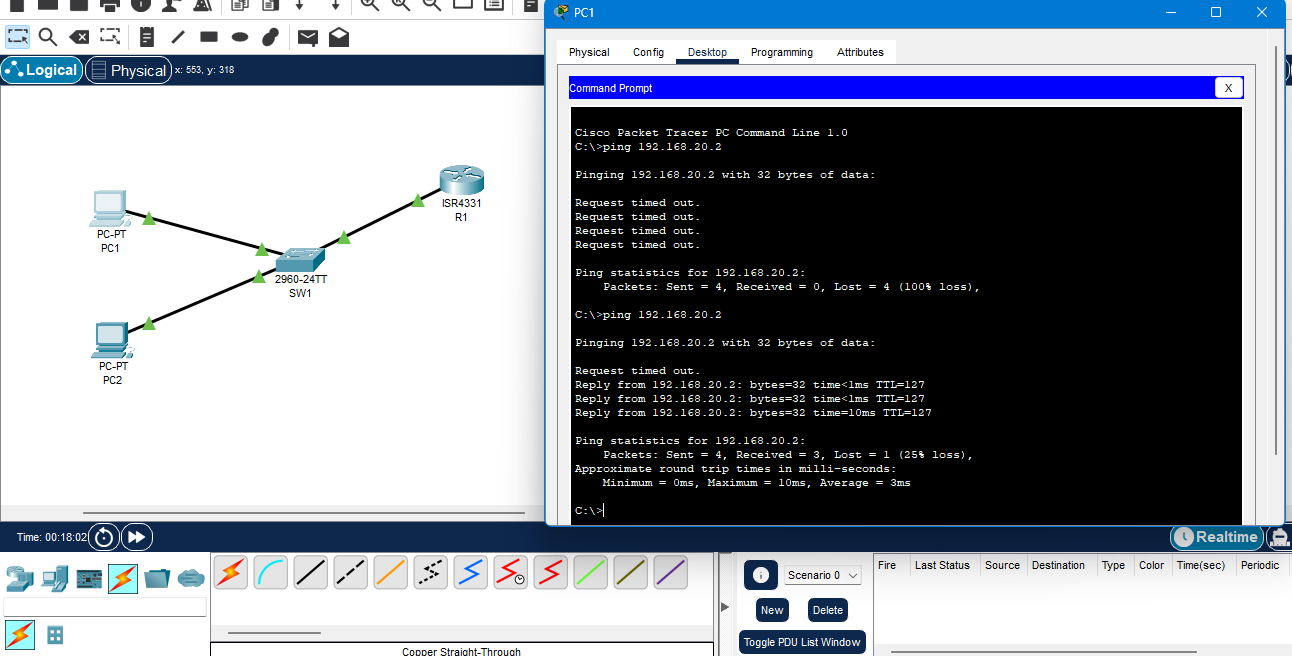 PC1
Physical Config Desktop Programming Attributes
Logical Physical x: 553, y: 318
Command Prompt X
Cisco Packet Tracer PC Command Line 1.0
C:\>ping 192.168.20.2
Pinging 192.168.20.2 with 32 bytes of data:
Request timed out.
Request timed out.
Request timed out.
Request timed out.
Ping statistics for 192.168.20.2:
Packets: Sent = 4, Received = 0, Lost = 4 (100% loss),
C:\>ping 192.168.20.2
Pinging 192.168.20.2 with 32 bytes of data:
Request timed out.
Reply from 192.168.20.2: bytes=32 time<1ms TTL=127
Reply from 192.168.20.2: bytes=32 time<1ms TTL=127
Reply from 192.168.20.2: bytes=32 time=10ms TTL=127
Ping statistics for 192.168.20.2:
Packets: Sent = 4, Received = 3, Lost = 1 (25% loss),
Approximate round trip times in milli-seconds:
Minimum = 0ms, Maximum = 10ms, Average = 3ms
C:\>
ISR4331
R1
PC-PT
PC1
2960-24TT
SW1
PC-PT
PC2
Time: 00:18:02
Realtime
Scenario 0
New Delete
Toggle PDU List Window
Fire Last Status Source Destination Type Color Time(sec) Periodic
Copper Straight-Through